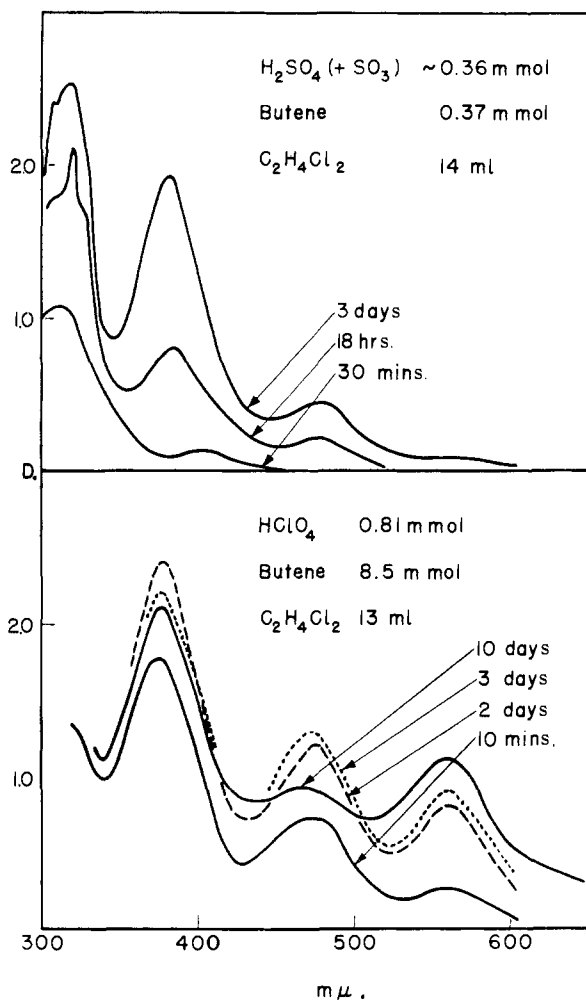 H₂SO₄ (+ SO₃) ~0.36 m mol
Butene 0.37 m mol
C₂H₄Cl₂ 14 ml
2.0
1.0
3 days
18 hrs.
30 mins.
D.
HClO₄ 0.81 m mol
Butene 8.5 m mol
C₂H₄Cl₂ 13 ml
2.0
10 days
3 days
2 days
10 mins.
1.0
300 400 500 600
mμ.